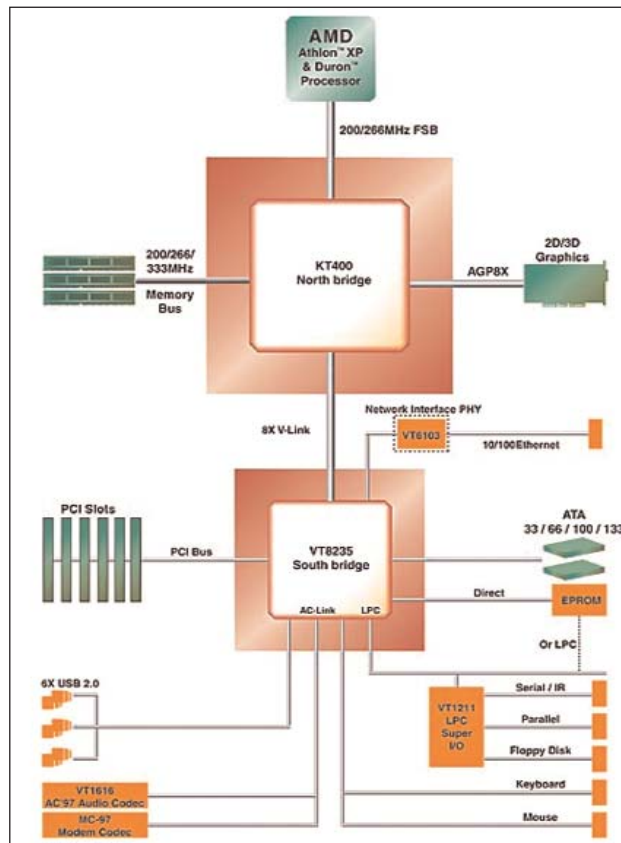 AMD
Athlon™ XP
& Duron™
Processor
200/266MHz FSB
200/266/
333MHz
Memory
Bus
KT400
North bridge
AGP8X
2D/3D
Graphics
8X V-Link
Network Interface PHY
VT6103
10/100Ethernet
PCI Slots
PCI Bus
VT8235
South bridge
AC-Link
LPC
ATA
33 / 66 / 100 / 133
Direct
EPROM
Or LPC
6X USB 2.0
VT1211
LPC
Super
I/O
Serial / IR
Parallel
Floppy Disk
Keyboard
Mouse
VT1616
AC'97 Audio Codec
MC-97
Modem Codec